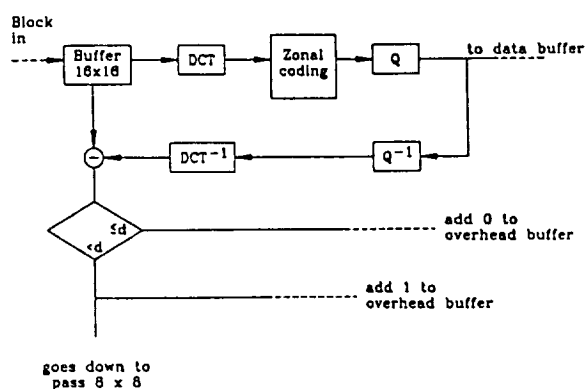 Block
in
Buffer
16x16
DCT
Zonal
coding
Q
to data buffer
−
DCT−1
Q−1
≤d
<d
add 0 to
overhead buffer
add 1 to
overhead buffer
goes down to
pass 8 x 8